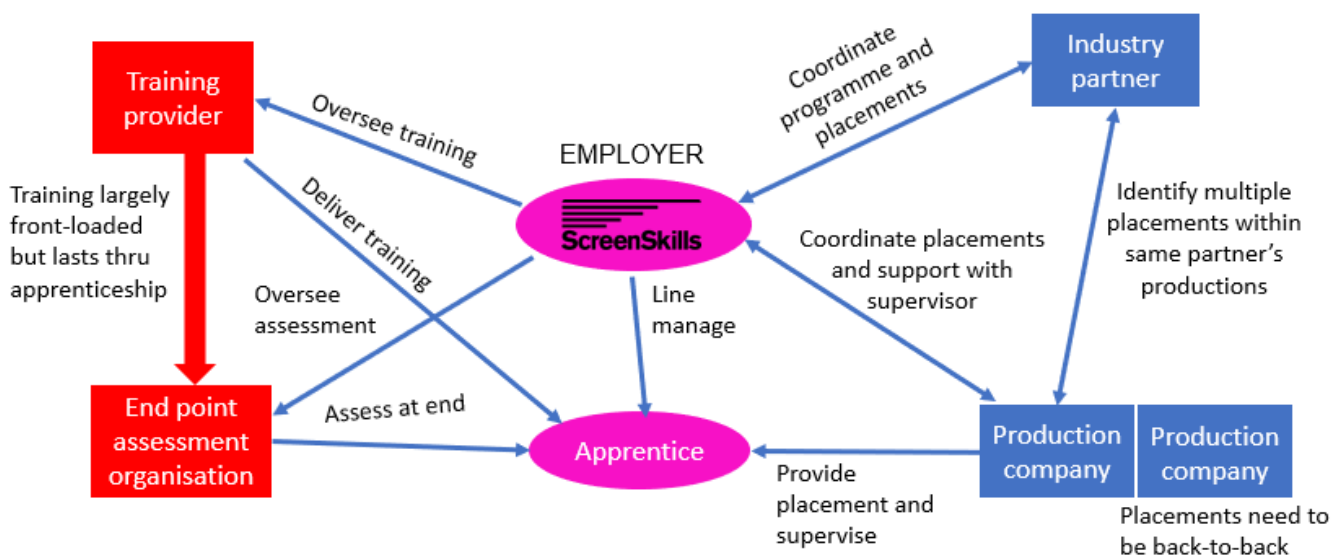 Training
provider
Oversee training
EMPLOYER
ScreenSkills
Coordinate
programme and
placements
Industry
partner
Training largely
front-loaded
but lasts thru
apprenticeship
Deliver training
Oversee
assessment
Line
manage
Coordinate placements
and support with
supervisor
Identify multiple
placements within
same partner's
productions
End point
assessment
organisation
Assess at end
Apprentice
Provide
placement and
supervise
Production
company
Production
company
Placements need to
be back-to-back